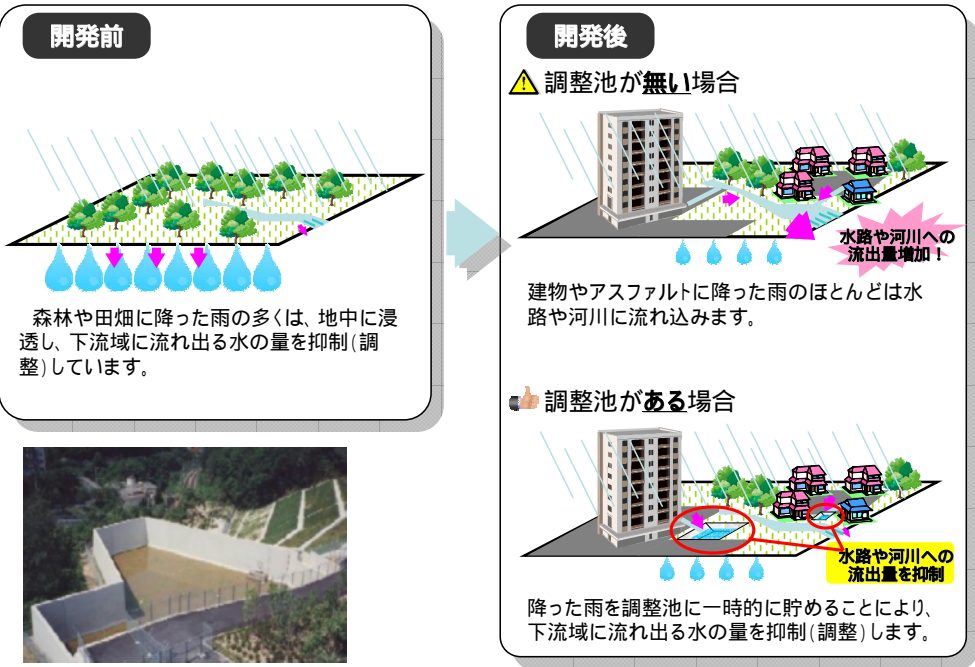 開発前
森林や田畑に降った雨の多くは、地中に浸
透し、下流域に流れ出る水の量を抑制(調
整)しています。
開発後
調整池が無い場合
水路や河川への
流出量増加！
建物やアスファルトに降った雨のほとんどは水
路や河川に流れ込みます。
調整池がある場合
水路や河川への
流出量を抑制
降った雨を調整池に一時的に貯めることにより、
下流域に流れ出る水の量を抑制(調整)します。